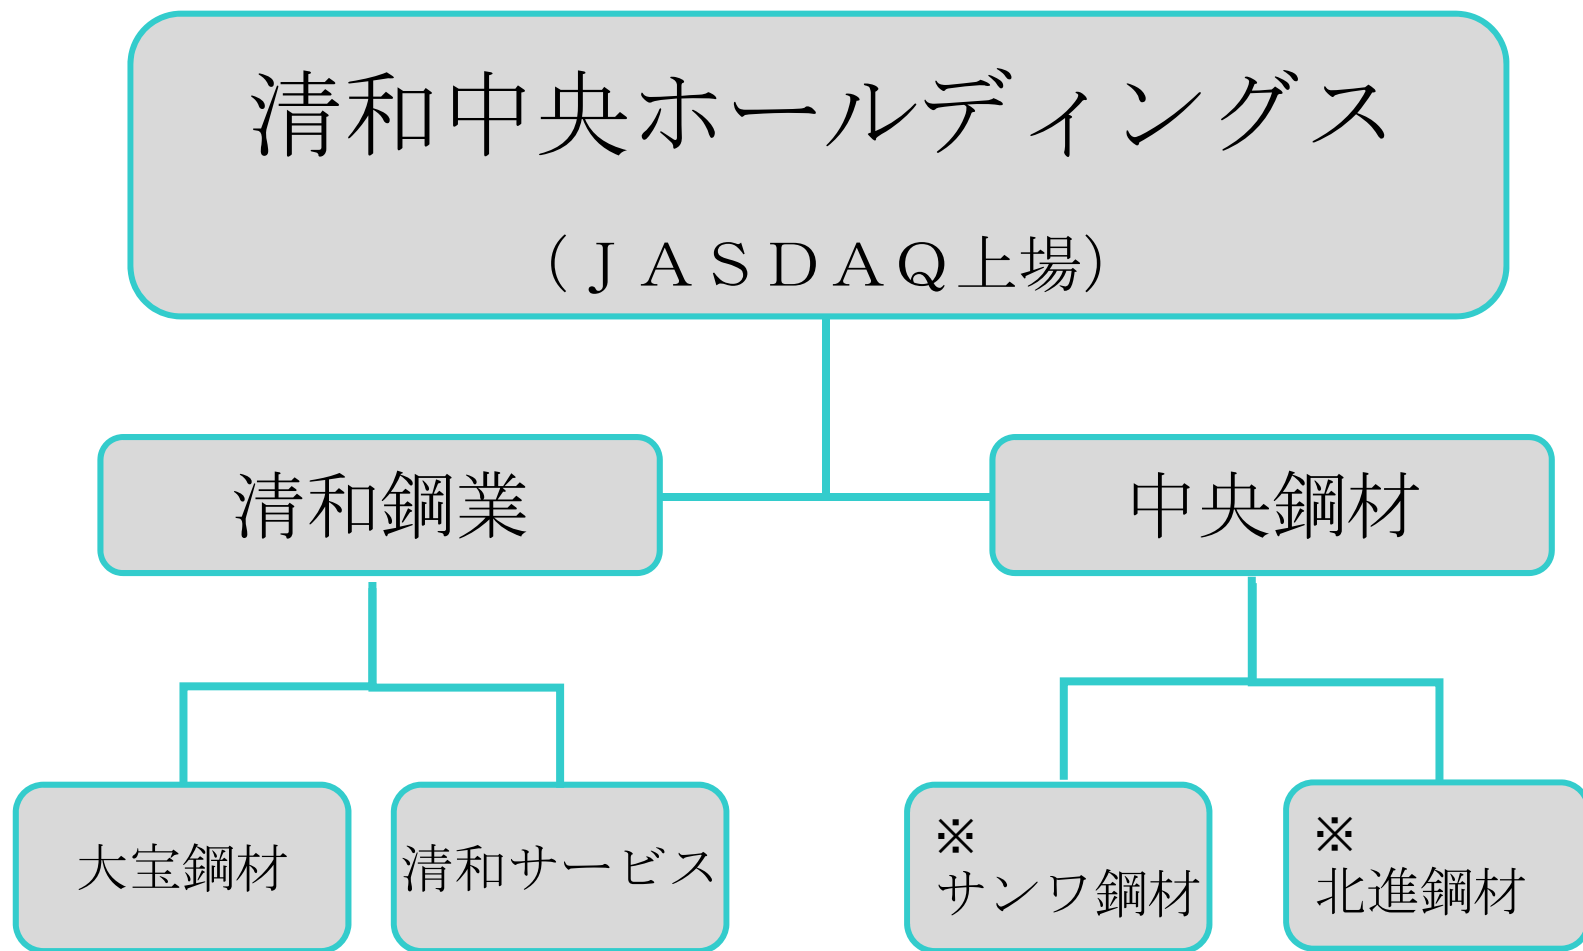 清和中央ホールディングス
（ＪＡＳＤＡＱ上場）
清和鋼業
中央鋼材
大宝鋼材
清和サービス
※
サンワ鋼材
※
北進鋼材